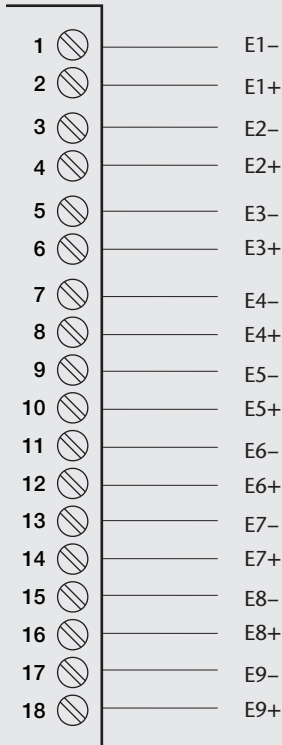 1 E1–
2 E1+
3 E2–
4 E2+
5 E3–
6 E3+
7 E4–
8 E4+
9 E5–
10 E5+
11 E6–
12 E6+
13 E7–
14 E7+
15 E8–
16 E8+
17 E9–
18 E9+